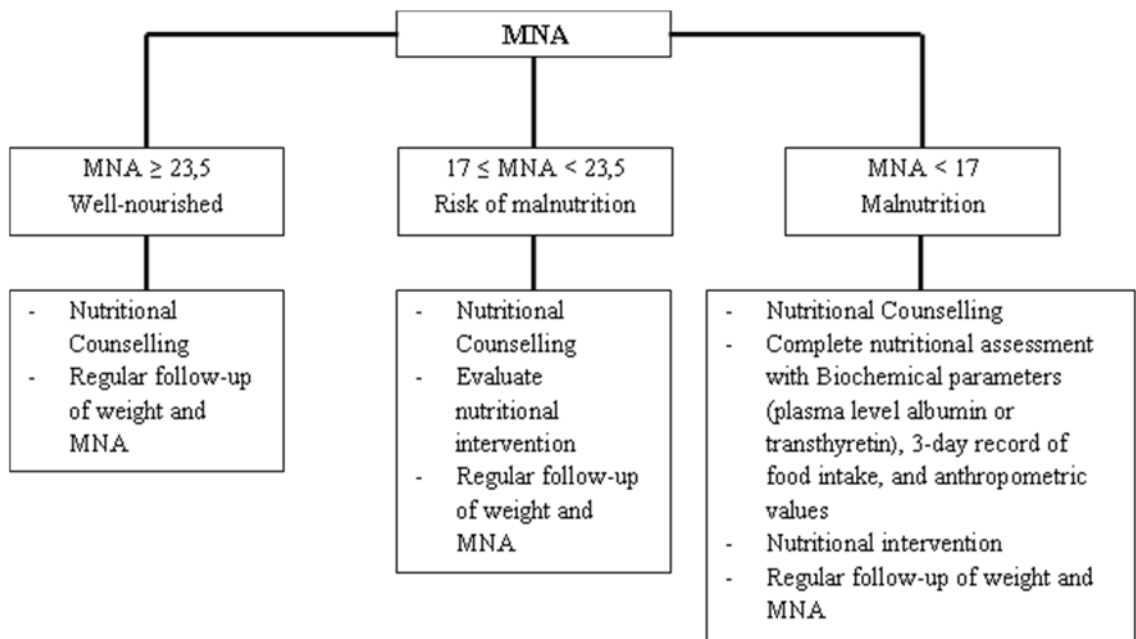 MNA
MNA ≥ 23,5
Well-nourished
17 ≤ MNA < 23,5
Risk of malnutrition
MNA < 17
Malnutrition
- Nutritional
Counselling
- Regular follow-up
of weight and
MNA
- Nutritional
Counselling
- Evaluate
nutritional
intervention
- Regular follow-up
of weight and
MNA
- Nutritional Counselling
- Complete nutritional assessment
with Biochemical parameters
(plasma level albumin or
transthyretin), 3-day record of
food intake, and anthropometric
values
- Nutritional intervention
- Regular follow-up of weight and
MNA